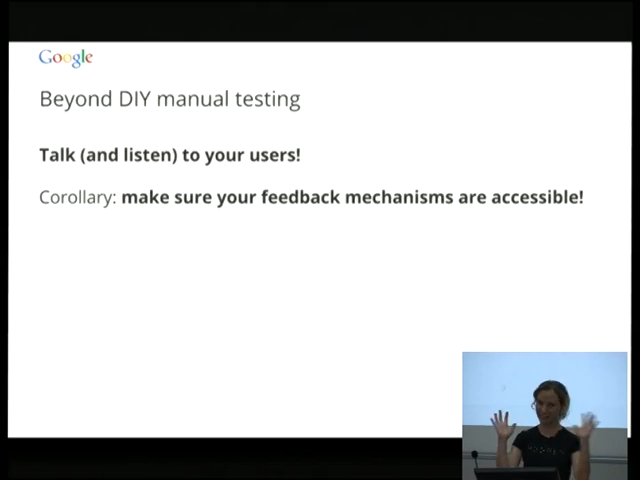 Google
Beyond DIY manual testing
Talk (and listen) to your users!
Corollary: make sure your feedback mechanisms are accessible!